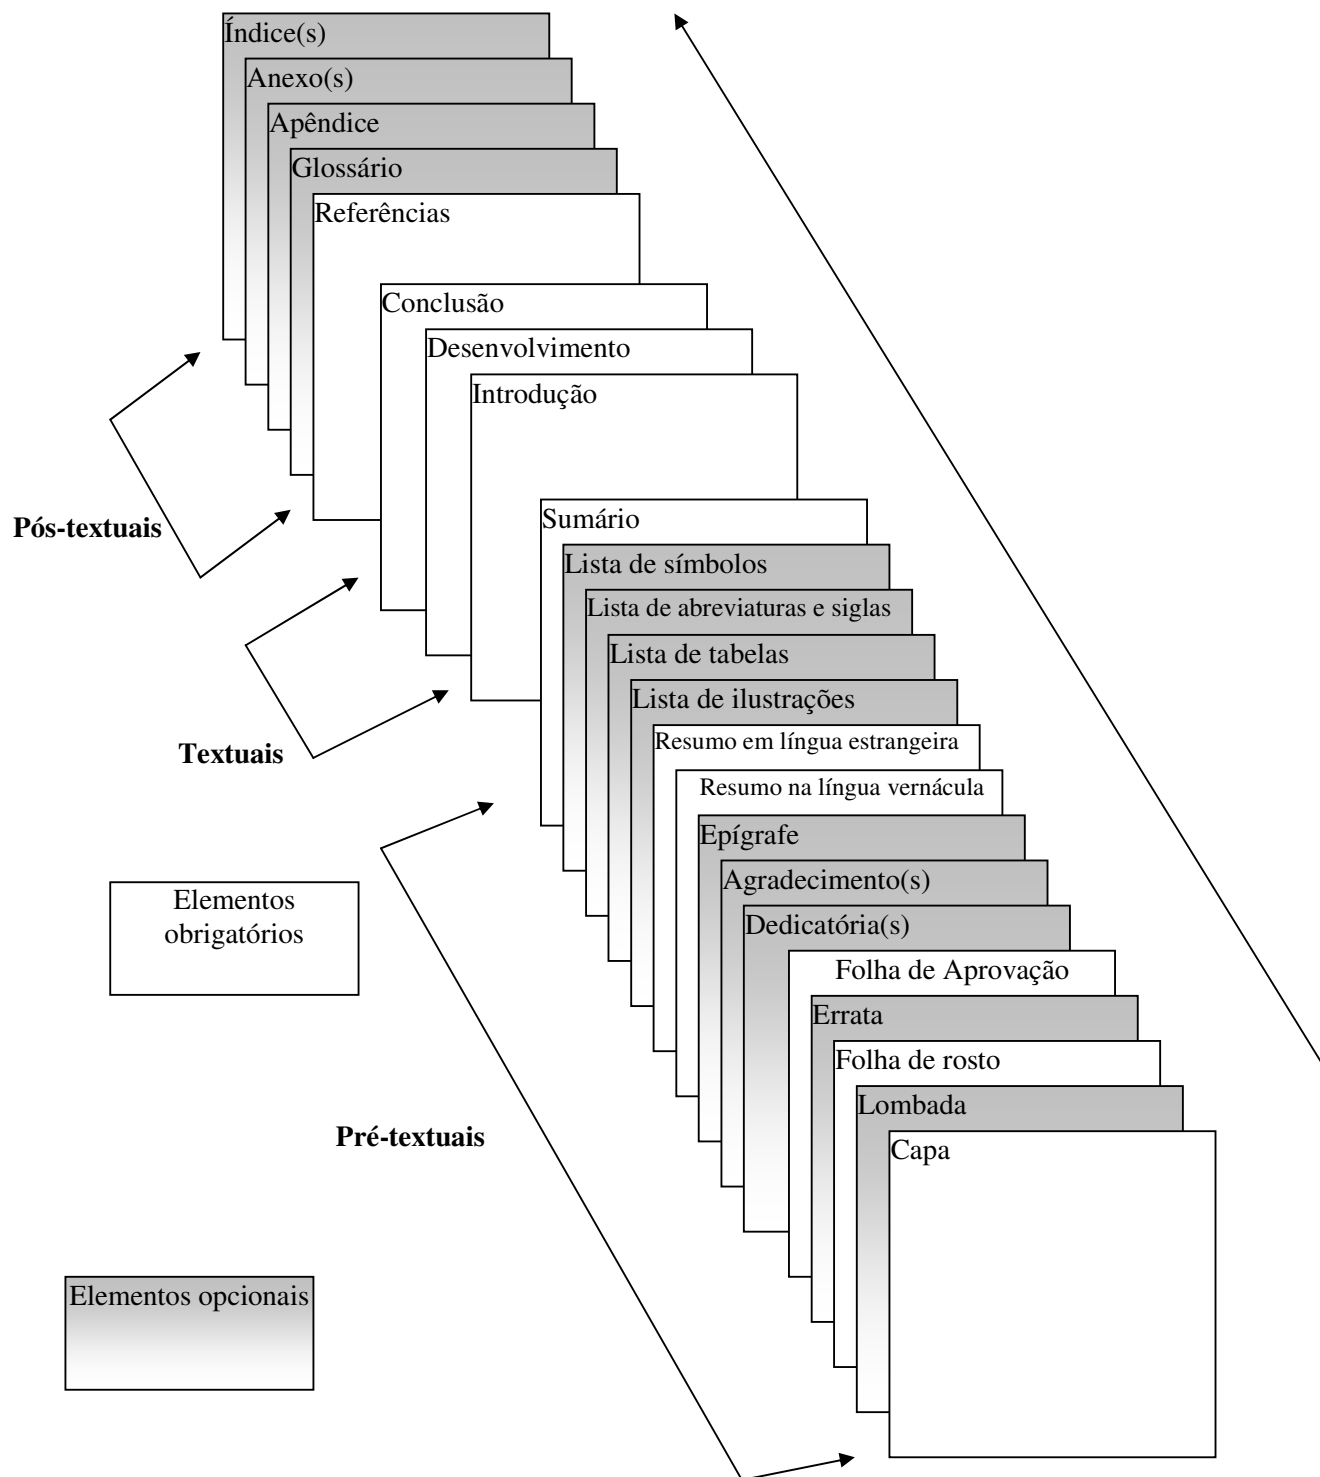 Índice(s)
Anexo(s)
Apêndice
Glossário
Referências
Conclusão
Desenvolvimento
Introdução
Pós-textuais
Sumário
Lista de símbolos
Lista de abreviaturas e siglas
Lista de tabelas
Lista de ilustrações
Textuais
Resumo em língua estrangeira
Resumo na língua vernácula
Epígrafe
Agradecimento(s)
Elementos
obrigatórios
Dedicatória(s)
Folha de Aprovação
Errata
Folha de rosto
Lombada
Pré-textuais
Capa
Elementos opcionais